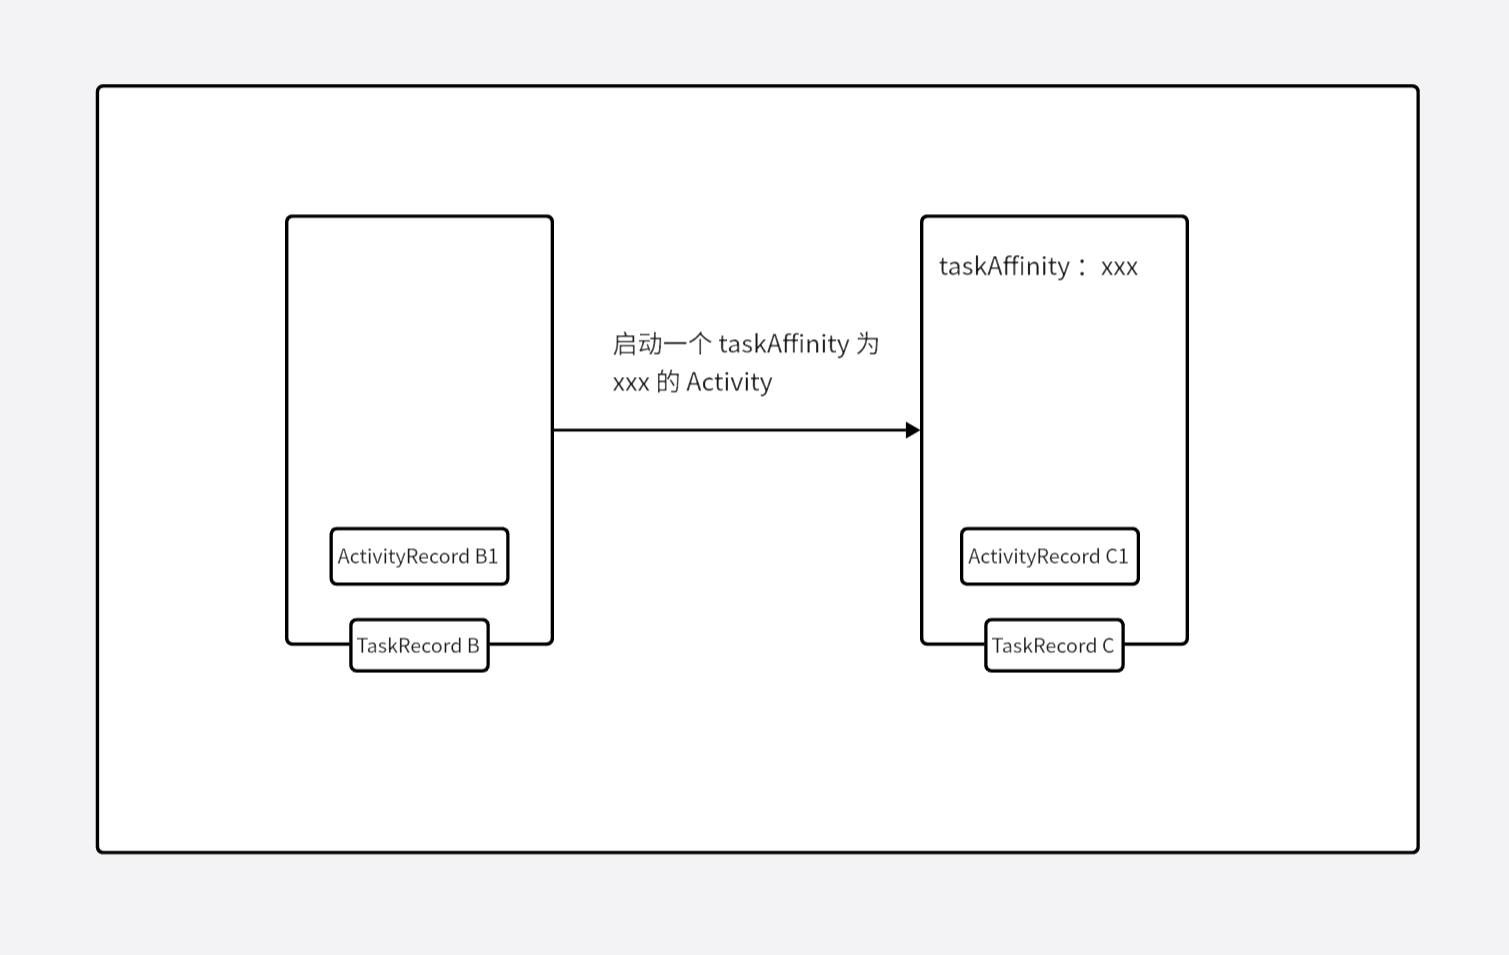 taskAffinity： xxx
启动一个 taskAffinity 为
xxx 的 Activity
ActivityRecord B1
ActivityRecord C1
TaskRecord B
TaskRecord C